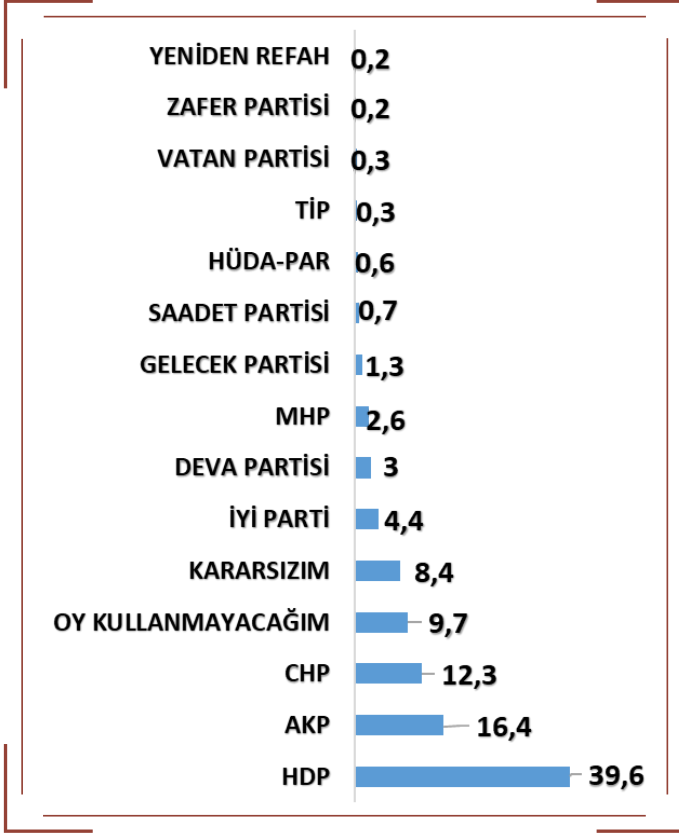 YENİDEN REFAH 0,2
ZAFER PARTİSİ 0,2
VATAN PARTİSİ 0,3
TİP 0,3
HÜDA-PAR 0,6
SAADET PARTİSİ 0,7
GELECEK PARTİSİ 1,3
MHP 2,6
DEVA PARTİSİ 3
İYİ PARTİ 4,4
KARARSIZIM 8,4
OY KULLANMAYACAĞIM 9,7
CHP 12,3
AKP 16,4
HDP 39,6